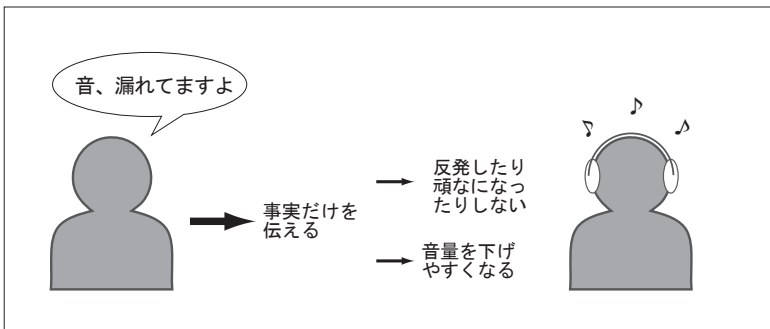 音、漏れてますよ
事実だけを
伝える
反発したり
頑なになっ
たりしない
音量を下げ
やすくなる